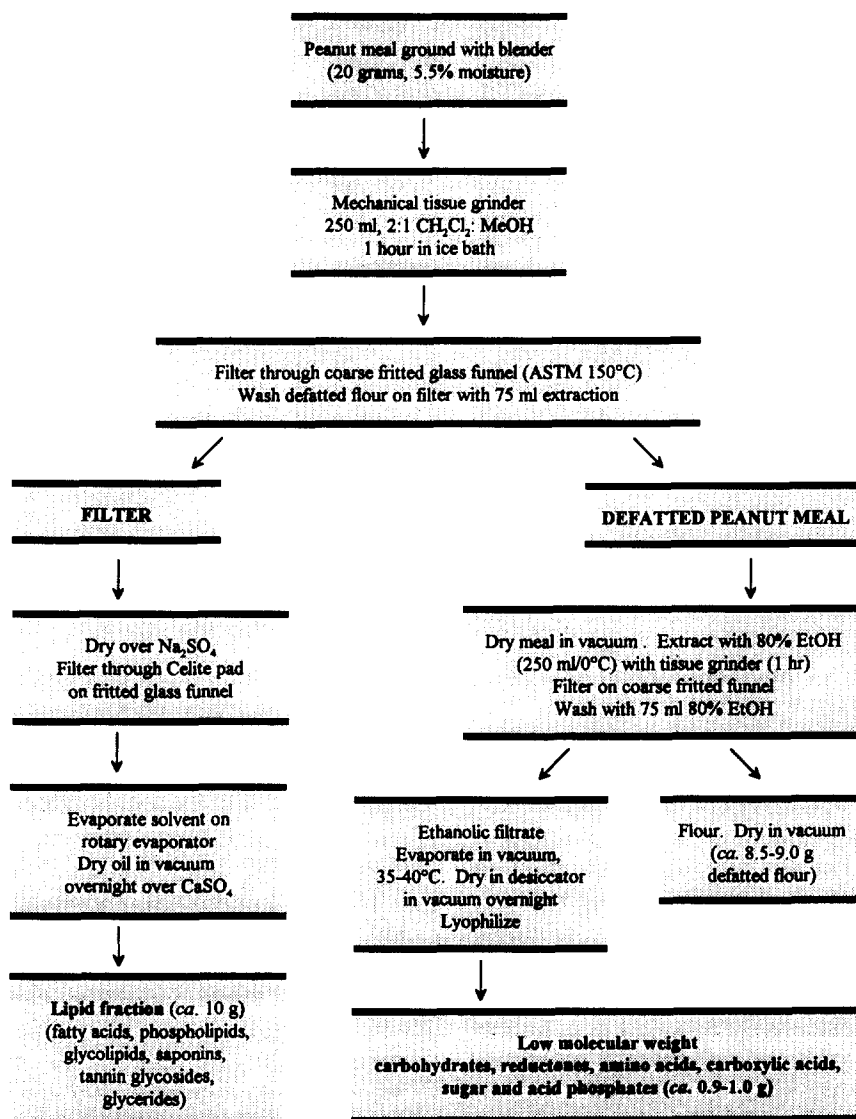 Peanut meal ground with blender
(20 grams, 5.5% moisture)
Mechanical tissue grinder
250 ml, 2:1 CH₂Cl₂: MeOH
1 hour in ice bath
Filter through coarse fritted glass funnel (ASTM 150°C)
Wash defatted flour on filter with 75 ml extraction
FILTER
DEFATTED PEANUT MEAL
Dry over Na₂SO₄
Filter through Celite pad
on fritted glass funnel
Dry meal in vacuum . Extract with 80% EtOH
(250 ml/0°C) with tissue grinder (1 hr)
Filter on coarse fritted funnel
Wash with 75 ml 80% EtOH
Evaporate solvent on
rotary evaporator
Dry oil in vacuum
overnight over CaSO₄
Ethanolic filtrate
Evaporate in vacuum,
35-40°C. Dry in desiccator
in vacuum overnight
Lyophilize
Flour. Dry in vacuum
(ca. 8.5-9.0 g
defatted flour)
Lipid fraction (ca. 10 g)
(fatty acids, phospholipids,
glycolipids, saponins,
tannin glycosides,
glycerides)
Low molecular weight
carbohydrates, reductones, amino acids, carboxylic acids,
sugar and acid phosphates (ca. 0.9-1.0 g)